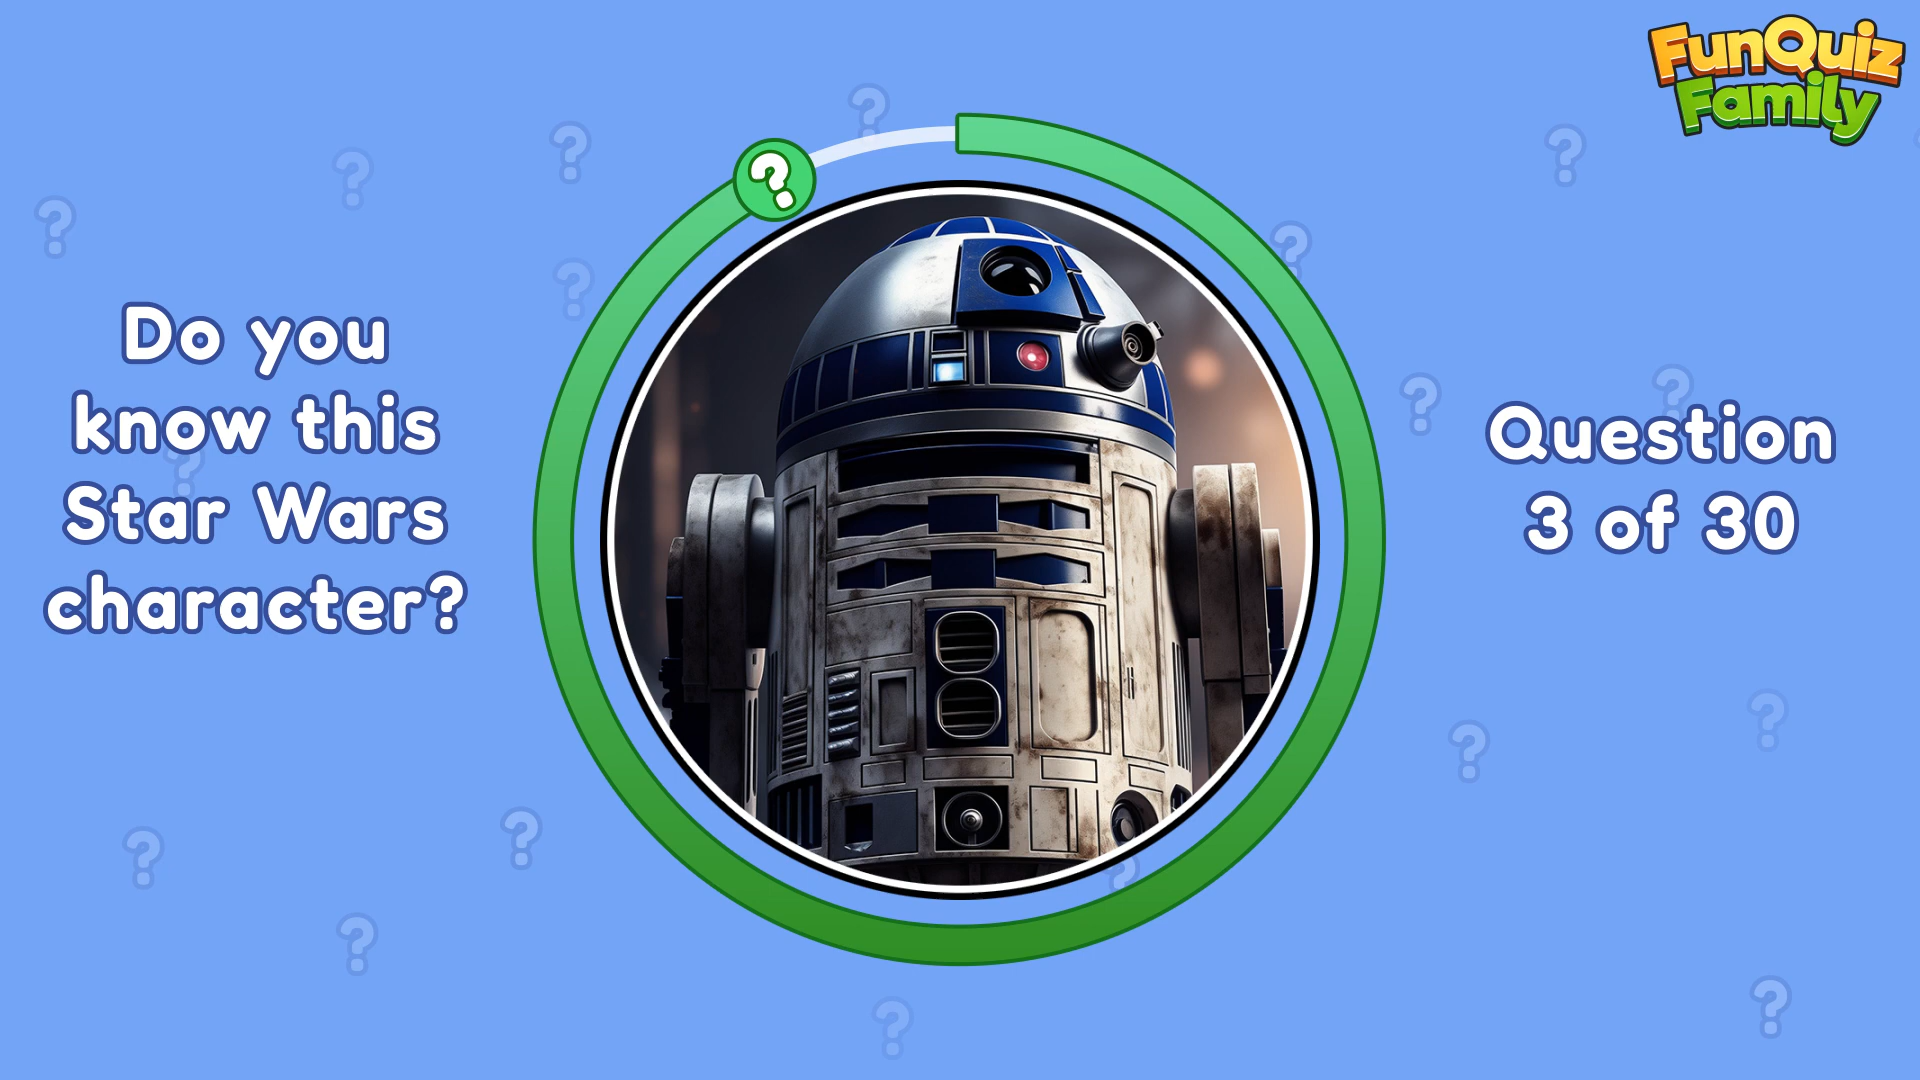 Do you
know this
Star Wars
character?
?
Question
3 of 30
FunQuiz
Family